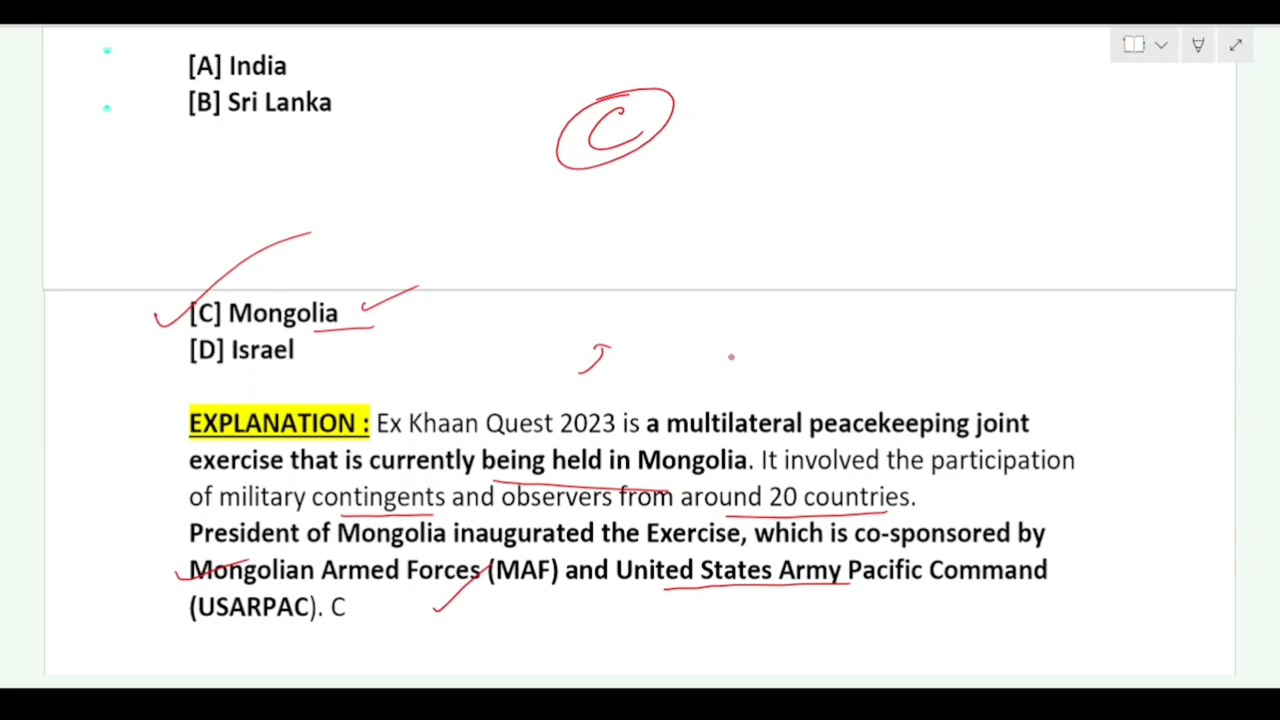 [A] India
[B] Sri Lanka
C
[C] Mongolia
[D] Israel
EXPLANATION : Ex Khaan Quest 2023 is a multilateral peacekeeping joint
exercise that is currently being held in Mongolia. It involved the participation
of military contingents and observers from around 20 countries.
President of Mongolia inaugurated the Exercise, which is co-sponsored by
Mongolian Armed Forces (MAF) and United States Army Pacific Command
(USARPAC). C